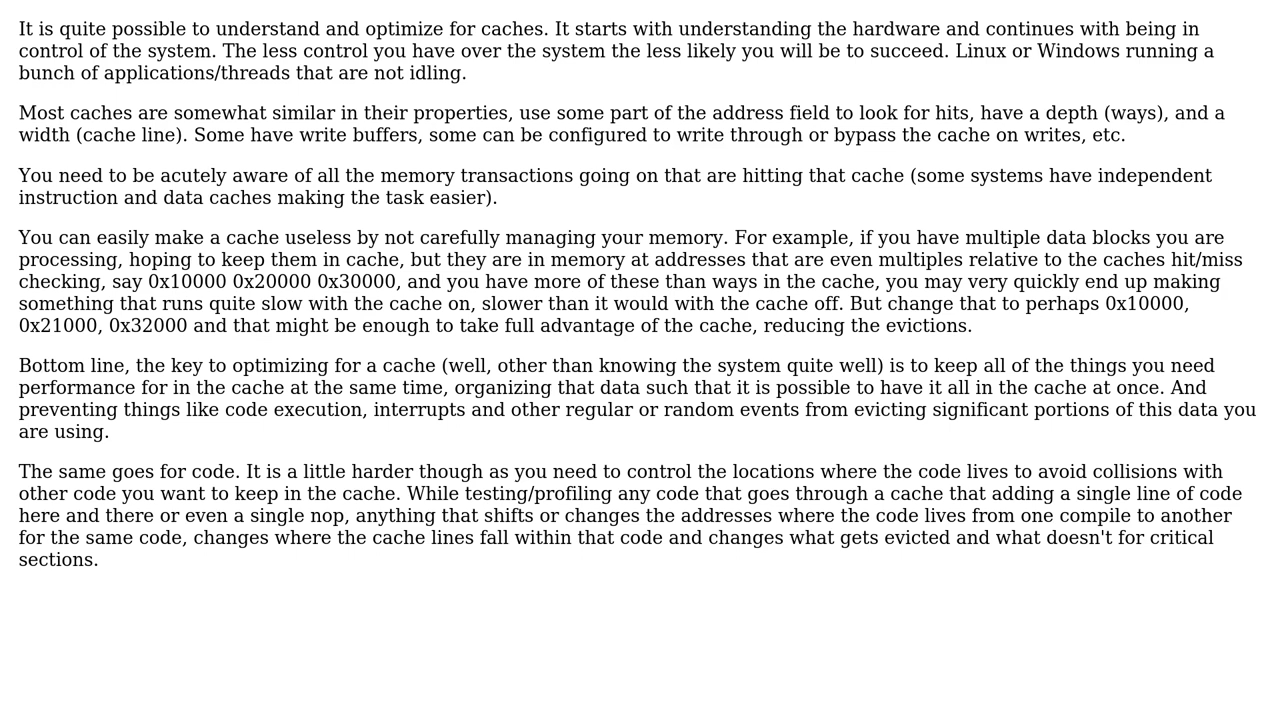 It is quite possible to understand and optimize for caches. It starts with understanding the hardware and continues with being in
control of the system. The less control you have over the system the less likely you will be to succeed. Linux or Windows running a
bunch of applications/threads that are not idling.
Most caches are somewhat similar in their properties, use some part of the address field to look for hits, have a depth (ways), and a
width (cache line). Some have write buffers, some can be configured to write through or bypass the cache on writes, etc.
You need to be acutely aware of all the memory transactions going on that are hitting that cache (some systems have independent
instruction and data caches making the task easier).
You can easily make a cache useless by not carefully managing your memory. For example, if you have multiple data blocks you are
processing, hoping to keep them in cache, but they are in memory at addresses that are even multiples relative to the caches hit/miss
checking, say 0x10000 0x20000 0x30000, and you have more of these than ways in the cache, you may very quickly end up making
something that runs quite slow with the cache on, slower than it would with the cache off. But change that to perhaps 0x10000,
0x21000, 0x32000 and that might be enough to take full advantage of the cache, reducing the evictions.
Bottom line, the key to optimizing for a cache (well, other than knowing the system quite well) is to keep all of the things you need
performance for in the cache at the same time, organizing that data such that it is possible to have it all in the cache at once. And
preventing things like code execution, interrupts and other regular or random events from evicting significant portions of this data you
are using.
The same goes for code. It is a little harder though as you need to control the locations where the code lives to avoid collisions with
other code you want to keep in the cache. While testing/profiling any code that goes through a cache that adding a single line of code
here and there or even a single nop, anything that shifts or changes the addresses where the code lives from one compile to another
for the same code, changes where the cache lines fall within that code and changes what gets evicted and what doesn't for critical
sections.